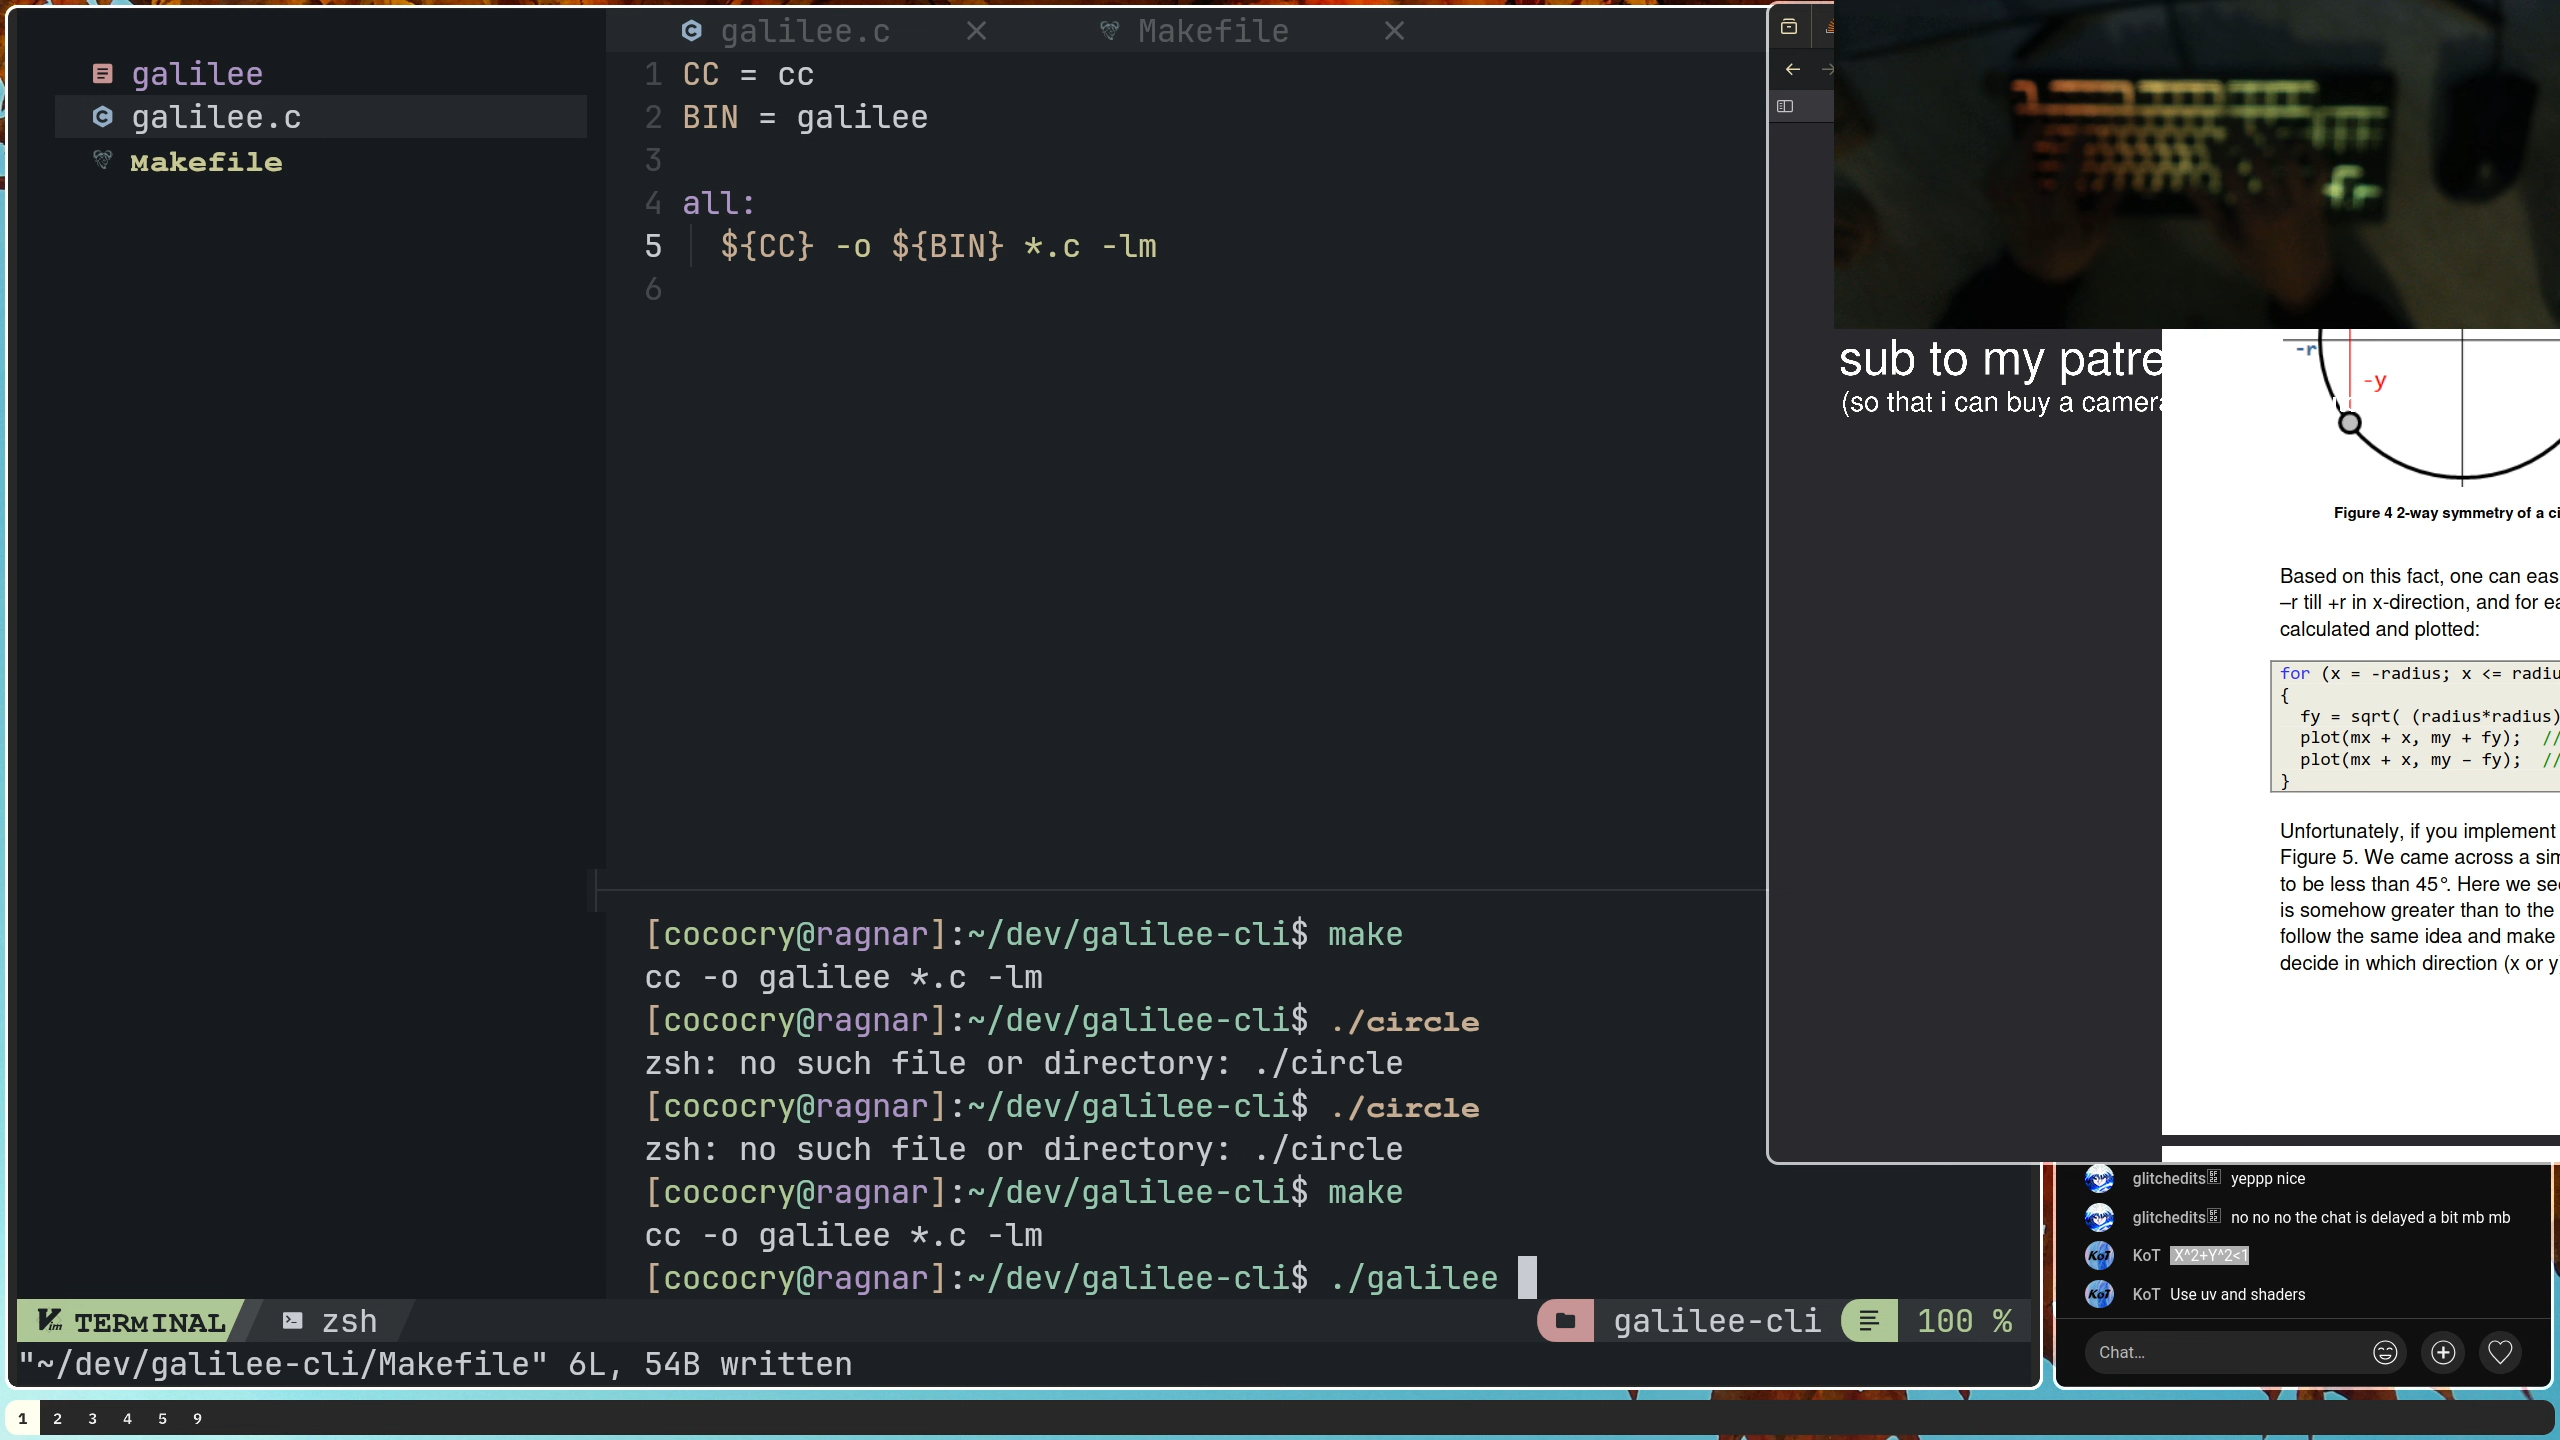 galilee
galilee.c
Makefile
galilee.c
Makefile
1 CC = cc
2 BIN = galilee
3
4 all:
5 ${CC} -o ${BIN} *.c -lm
6
[cococry@ragnar]:~/dev/galilee-cli$ make
cc -o galilee *.c -lm
[cococry@ragnar]:~/dev/galilee-cli$ ./circle
zsh: no such file or directory: ./circle
[cococry@ragnar]:~/dev/galilee-cli$ ./circle
zsh: no such file or directory: ./circle
[cococry@ragnar]:~/dev/galilee-cli$ make
cc -o galilee *.c -lm
[cococry@ragnar]:~/dev/galilee-cli$ ./galilee
TERMINAL zsh galilee-cli 100 %
"~/dev/galilee-cli/Makefile" 6L, 54B written
1 2 3 4 5 9
sub to my patre
(so that i can buy a camera
-r
-y
Figure 4 2-way symmetry of a ci
Based on this fact, one can eas
–r till +r in x-direction, and for ea
calculated and plotted:
for (x = -radius; x <= radiu
{
fy = sqrt( (radius*radius)
plot(mx + x, my + fy); //
plot(mx + x, my – fy); //
}
Unfortunately, if you implement
Figure 5. We came across a sim
to be less than 45°. Here we see
is somehow greater than to the
follow the same idea and make
decide in which direction (x or y
glitchedits yeppp nice
glitchedits no no no the chat is delayed a bit mb mb
KoT X^2+Y^2<1
KoT Use uv and shaders
Chat...